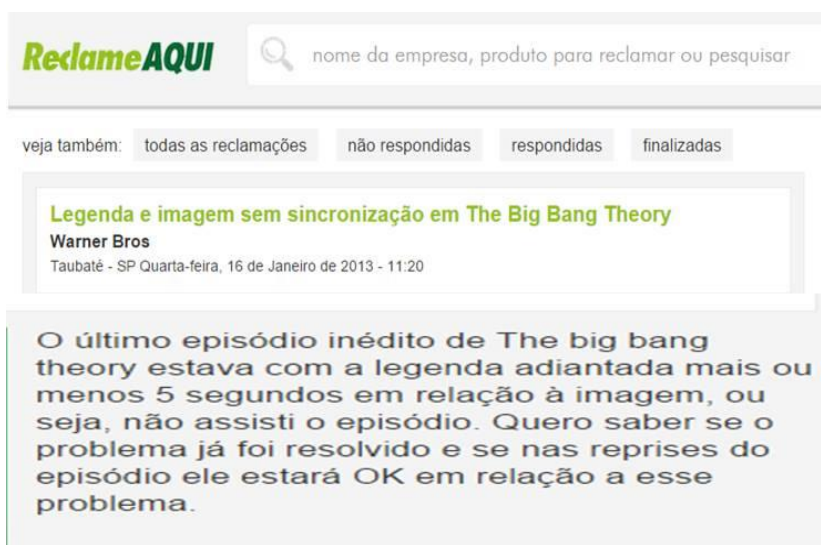 ReclameAQUI
nome da empresa, produto para reclamar ou pesquisar
veja também: todas as reclamações não respondidas respondidas finalizadas
Legenda e imagem sem sincronização em The Big Bang Theory
Warner Bros
Taubaté - SP Quarta-feira, 16 de Janeiro de 2013 - 11:20
O último episódio inédito de The big bang
theory estava com a legenda adiantada mais ou
menos 5 segundos em relação à imagem, ou
seja, não assisti o episódio. Quero saber se o
problema já foi resolvido e se nas reprises do
episódio ele estará OK em relação a esse
problema.